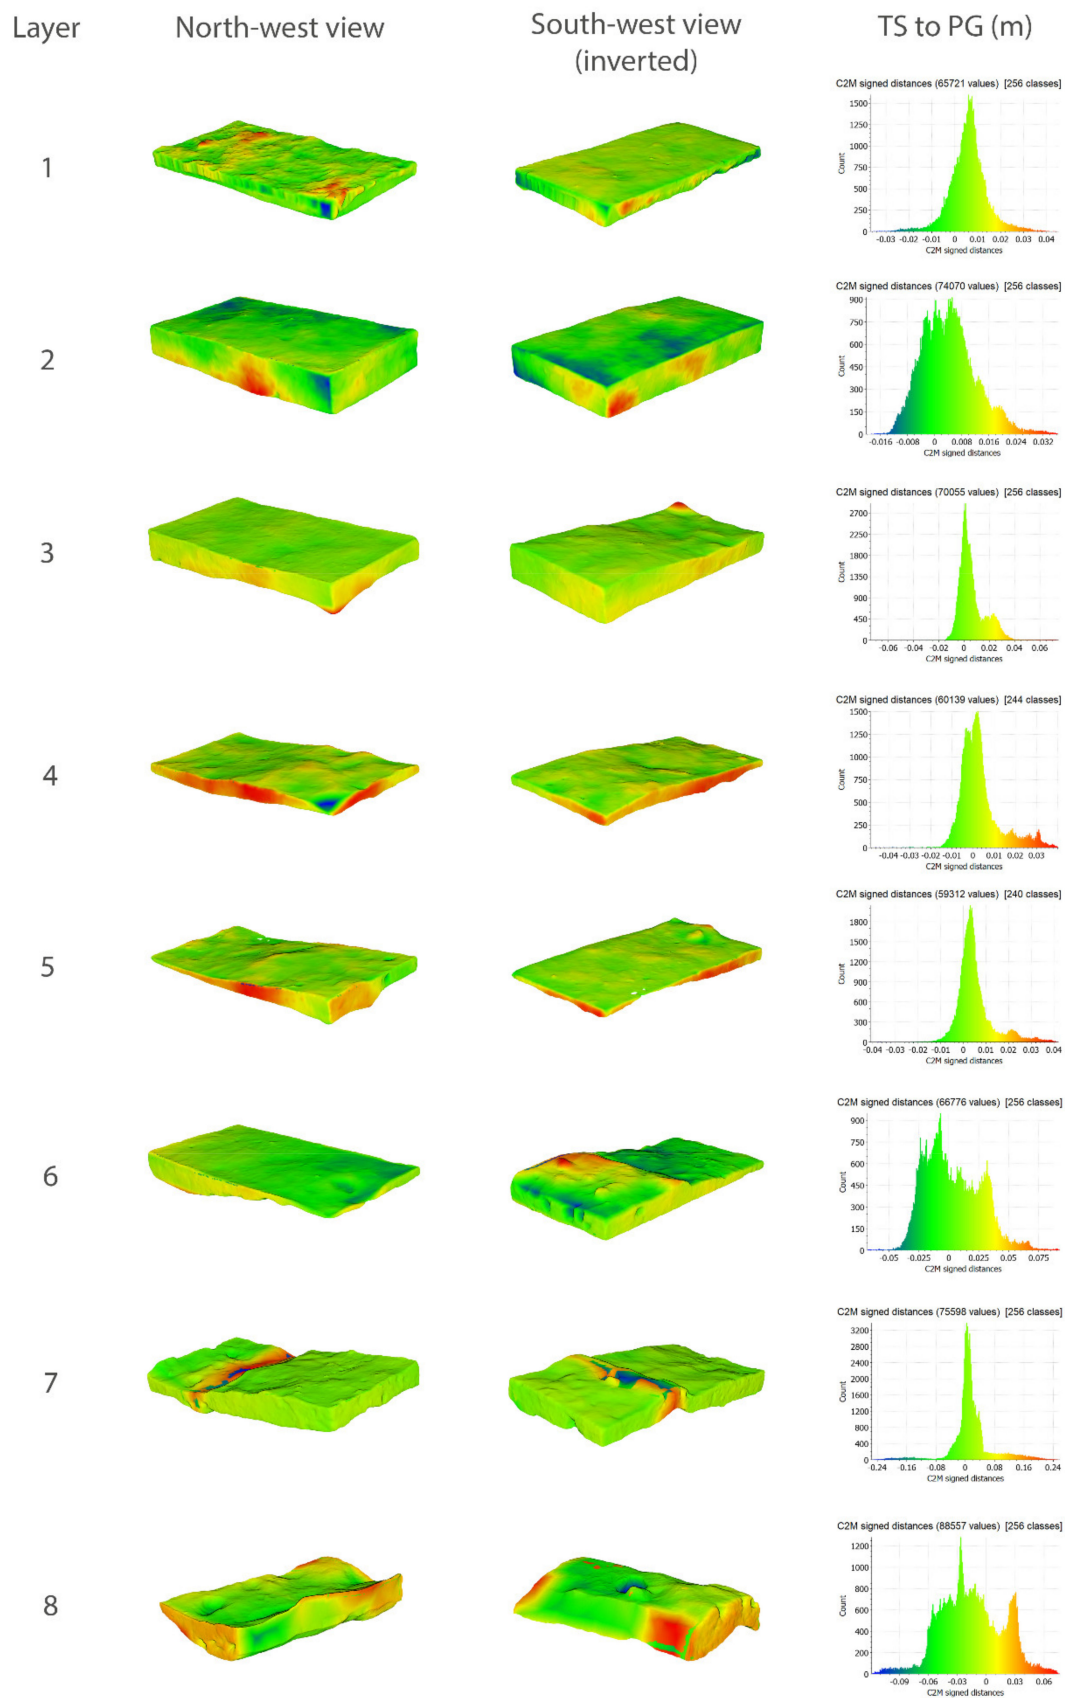 Layer
North-west view
South-west view
(inverted)
TS to PG (m)
1
C2M signed distances (65721 values) [256 classes]
Count
1500
1250
1000
750
500
250
0
-0.03 -0.02 -0.01 0 0.01 0.02 0.03 0.04
C2M signed distances
2
C2M signed distances (74070 values) [256 classes]
Count
900
750
600
450
300
150
0
-0.016 -0.008 0 0.008 0.016 0.024 0.032
C2M signed distances
3
C2M signed distances (70055 values) [256 classes]
Count
2700
2250
1800
1350
900
450
0
-0.06 -0.04 -0.02 0 0.02 0.04 0.06
C2M signed distances
4
C2M signed distances (60139 values) [244 classes]
Count
1500
1250
1000
750
500
250
0
-0.04 -0.03 -0.02 -0.01 0 0.01 0.02 0.03
C2M signed distances
5
C2M signed distances (59312 values) [240 classes]
Count
1800
1500
1200
900
600
300
0
-0.04 -0.03 -0.02 -0.01 0 0.01 0.02 0.03 0.04
C2M signed distances
6
C2M signed distances (66776 values) [256 classes]
Count
900
750
600
450
300
150
0
-0.05 -0.025 0 0.025 0.05 0.075
C2M signed distances
7
C2M signed distances (75598 values) [256 classes]
Count
3200
2800
2400
2000
1600
1200
800
400
0
-0.24 -0.16 -0.08 0 0.08 0.16 0.24
C2M signed distances
8
C2M signed distances (88557 values) [256 classes]
Count
1200
1000
800
600
400
200
0
-0.09 -0.06 -0.03 0 0.03 0.06
C2M signed distances